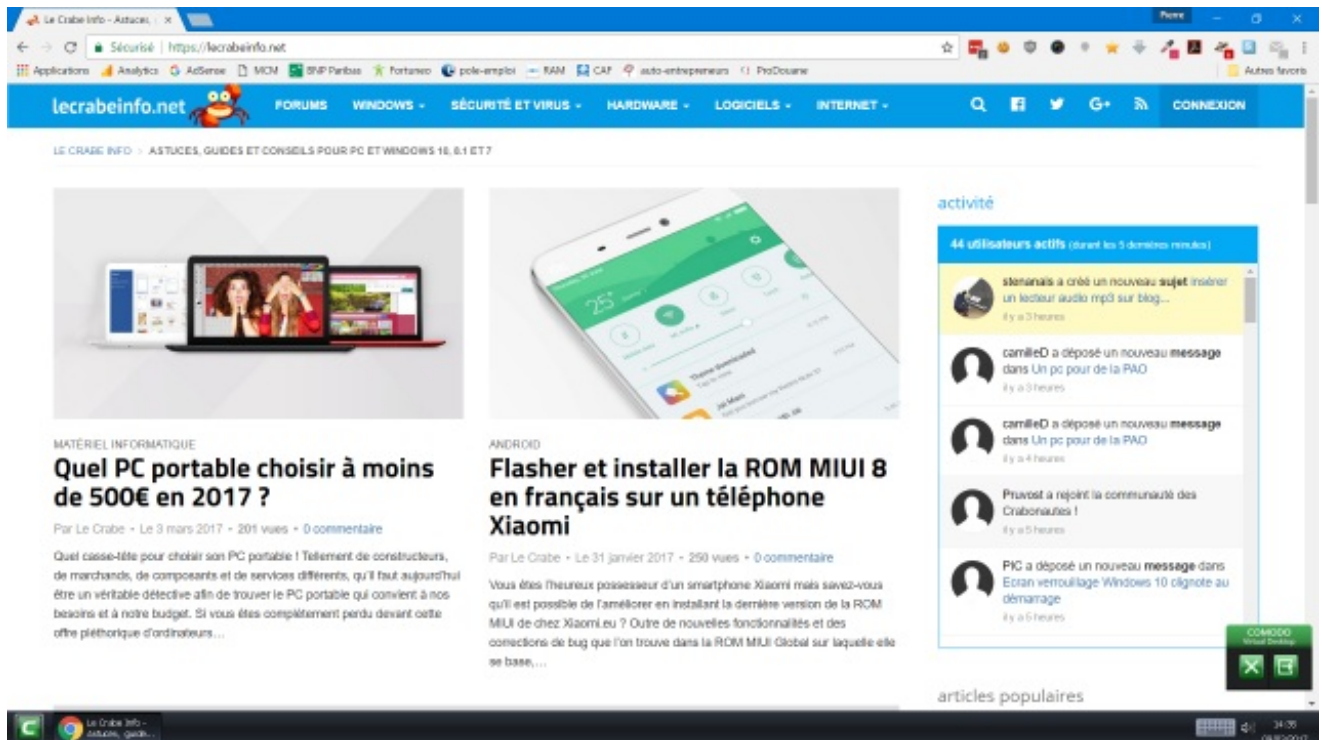 Le Crabe Info - Astuces,
Pierre
Sécurisé | https://lecrabeinfo.net
Applications Analytics AdSense MCM BNP Paribas Fortuneo pole-emploi RAM CAF auto-entrepreneurs ProDouane Autres favoris
lecrabeinfo.net FORUMS WINDOWS SÉCURITÉ ET VIRUS HARDWARE LOGICIELS INTERNET G+ CONNEXION
LE CRABE INFO > ASTUCES, GUIDES ET CONSEILS POUR PC ET WINDOWS 10, 8.1 ET 7
MATÉRIEL INFORMATIQUE
Quel PC portable choisir à moins
de 500€ en 2017 ?
Par Le Crabe • Le 3 mars 2017 • 201 vues • 0 commentaire
Quel casse-tête pour choisir son PC portable ! Tellement de constructeurs,
de marchands, de composants et de services différents, qu'il faut aujourd'hui
être un véritable détective afin de trouver le PC portable qui convient à nos
besoins et à notre budget. Si vous êtes complètement perdu devant cette
offre pléthorique d'ordinateurs…
25°
Theme downloaded
Jai Mani
ANDROID
Flasher et installer la ROM MIUI 8
en français sur un téléphone
Xiaomi
Par Le Crabe • Le 31 janvier 2017 • 250 vues • 0 commentaire
Vous êtes l'heureux possesseur d'un smartphone Xiaomi mais savez-vous
qu'il est possible de l'améliorer en installant la dernière version de la ROM
MIUI de chez Xiaomi.eu ? Outre de nouvelles fonctionnalités et des
corrections de bug que l'on trouve dans la ROM MIUI Global sur laquelle elle
se base,…
activité
44 utilisateurs actifs (durant les 5 dernières minutes)
stenanais a créé un nouveau sujet insérer
un lecteur audio mp3 sur blog...
il y a 3 heures
camilleD a déposé un nouveau message
dans Un pc pour de la PAO
il y a 3 heures
camilleD a déposé un nouveau message
dans Un pc pour de la PAO
il y a 4 heures
Pruvost a rejoint la communauté des
Crabonautes !
il y a 5 heures
PIC a déposé un nouveau message dans
Ecran verrouillage Windows 10 clignote au
démarrage
il y a 6 heures
COMODO
Virtual Desktop
articles populaires
Le Crabe Info -
Astuces, guide...
14:38